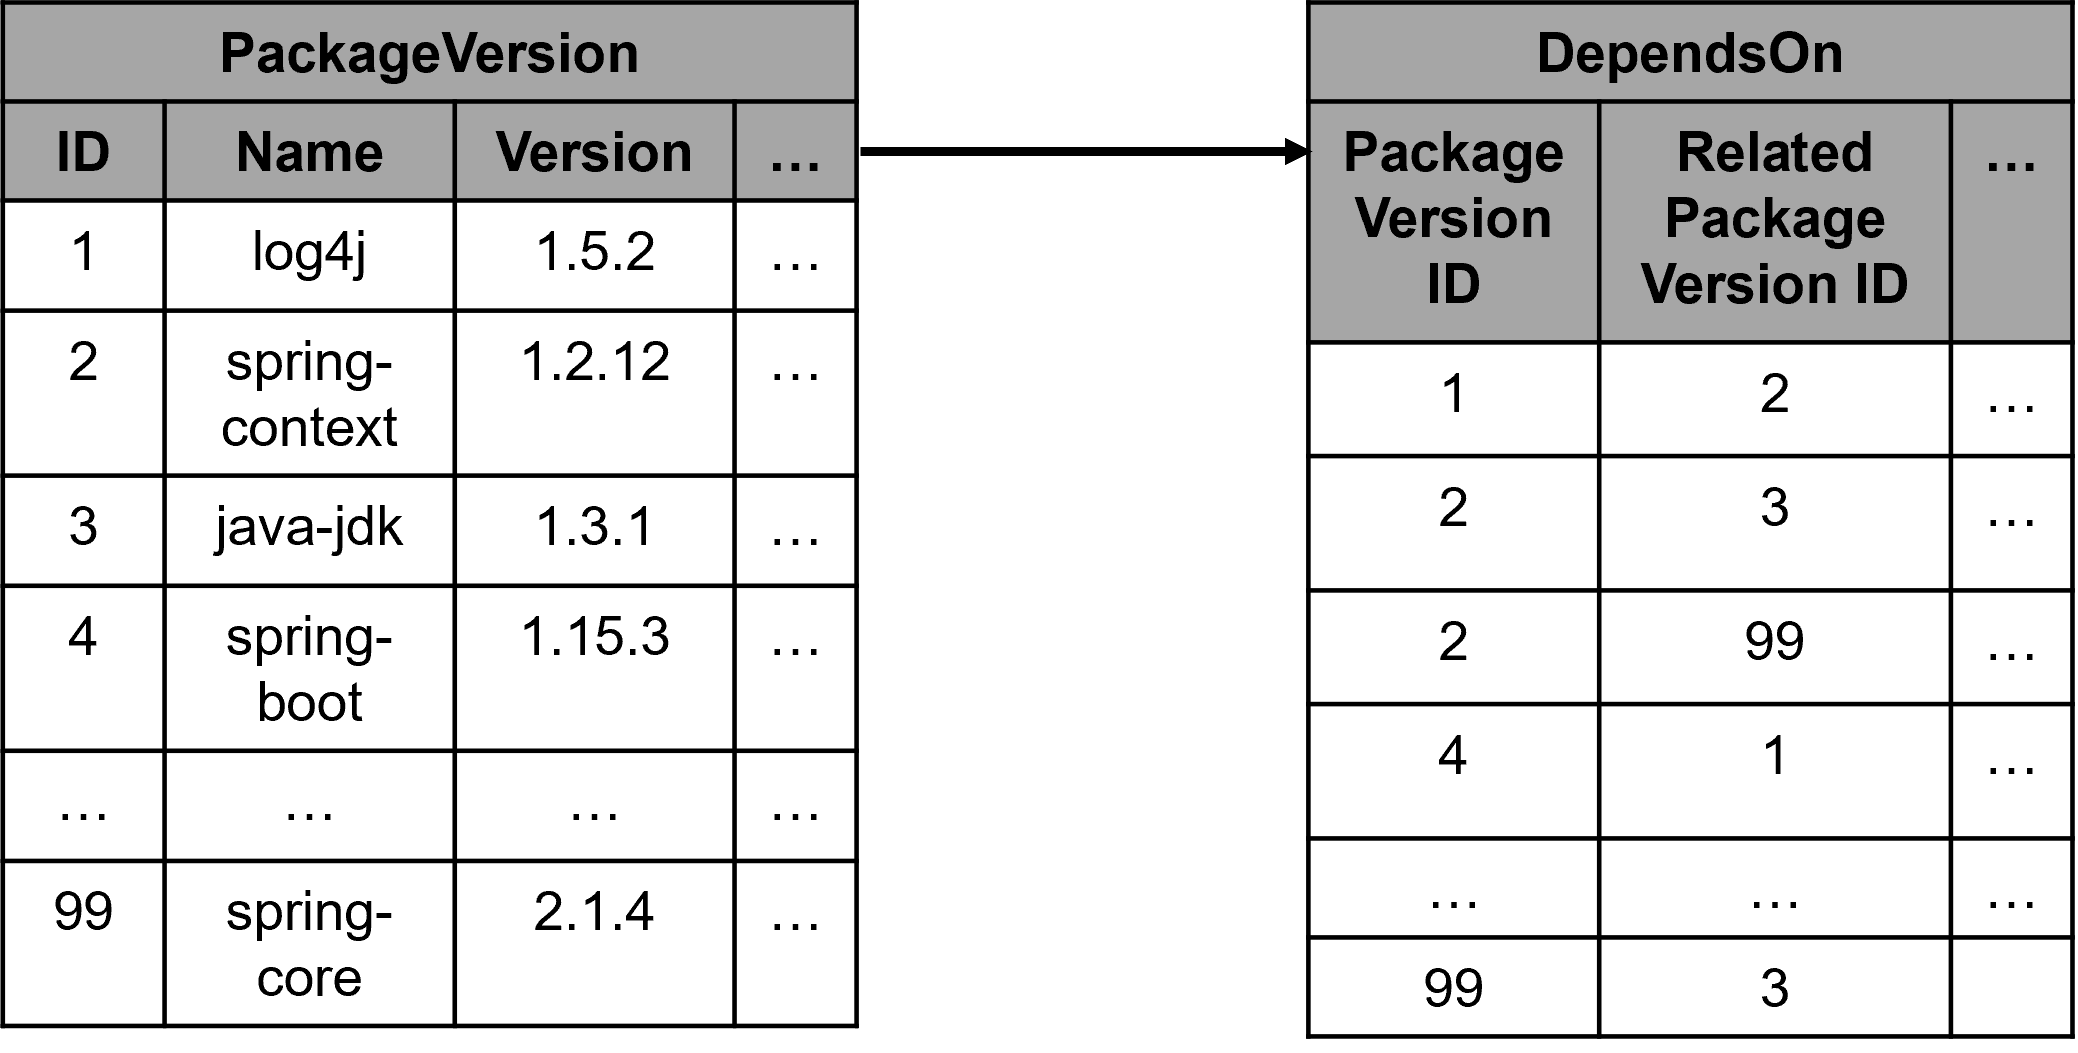 PackageVersion
ID Name Version …
1 log4j 1.5.2 …
2 spring- 1.2.12 …
context
3 java-jdk 1.3.1 …
4 spring- 1.15.3 …
boot
… … … …
99 spring- 2.1.4 …
core
DependsOn
Package Related …
Version Package
ID Version ID
1 2 …
2 3 …
2 99 …
4 1 …
… … …
99 3